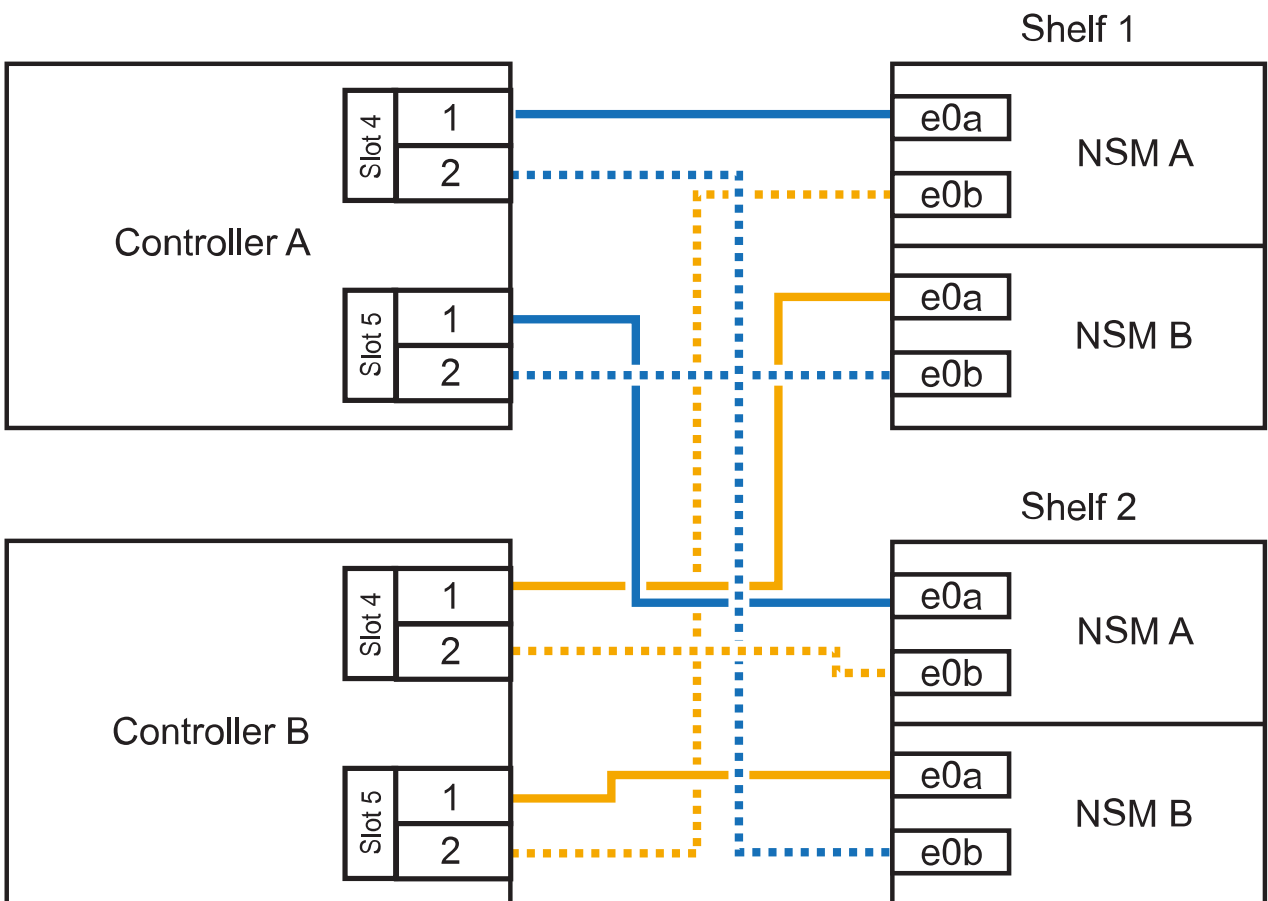 Shelf 1
Controller A
Slot 4
1
2
Slot 5
1
2
e0a
e0b
NSM A
e0a
e0b
NSM B
Shelf 2
Controller B
Slot 4
1
2
Slot 5
1
2
e0a
e0b
NSM A
e0a
e0b
NSM B